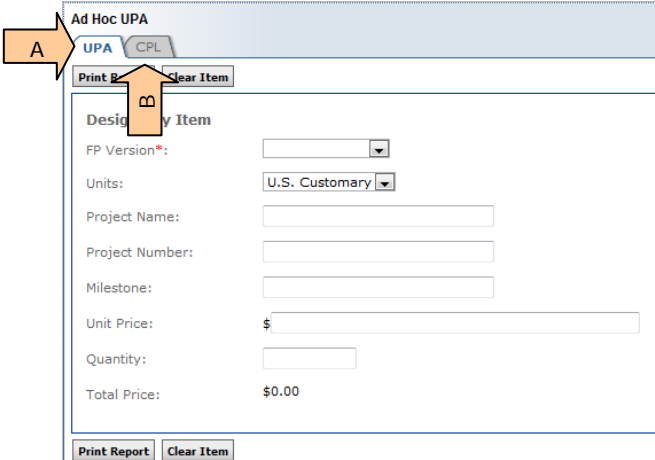 Ad Hoc UPA
A
UPA CPL
Print Clear Item
B
Item
FP Version*:
Units: U.S. Customary
Project Name:
Project Number:
Milestone:
Unit Price: $
Quantity:
Total Price: $0.00
Print Report Clear Item